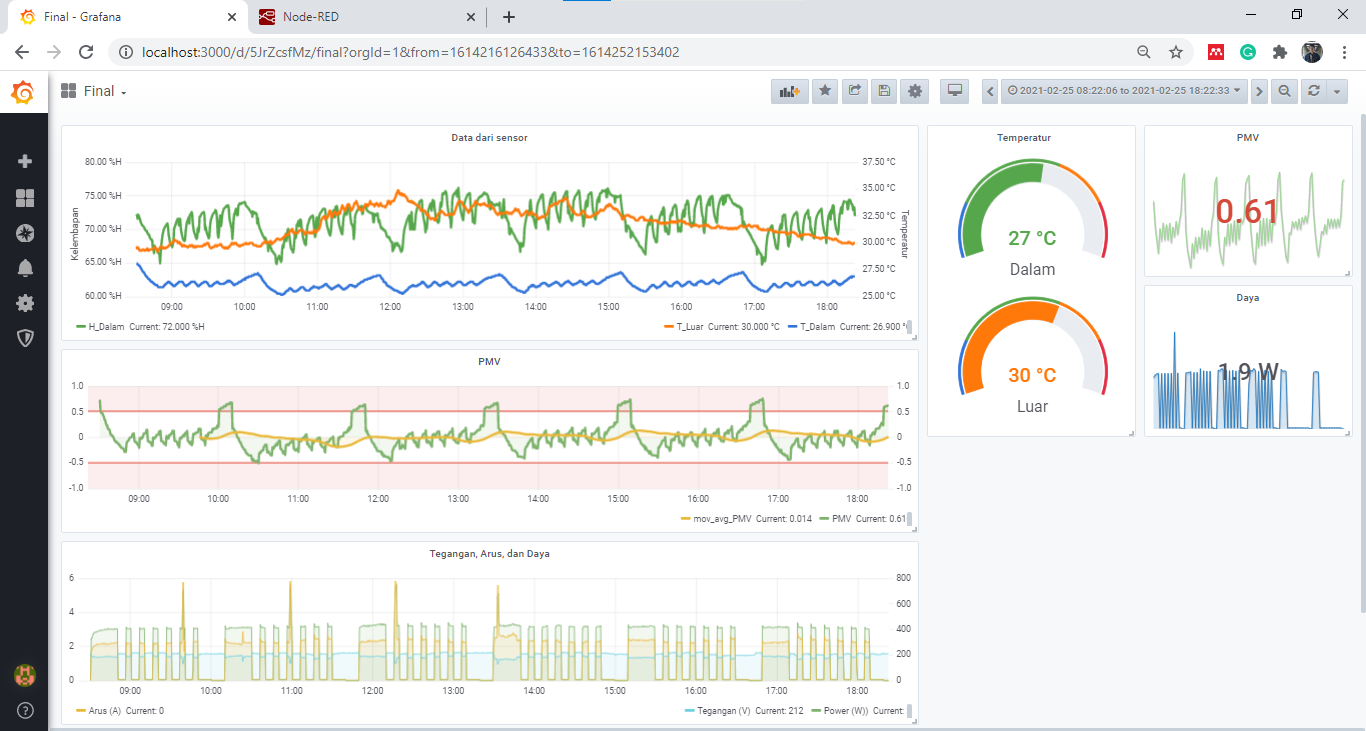 Final - Grafana
Node-RED
localhost:3000/d/5JrZcsfMz/final?orgId=1&from=1614216126433&to=1614252153402
Final
2021-02-25 08:22:06 to 2021-02-25 18:22:33
Data dari sensor
80.00 %H
75.00 %H
70.00 %H
65.00 %H
60.00 %H
Kelembapan
37.50 °C
35.00 °C
32.50 °C
30.00 °C
27.50 °C
25.00 °C
Temperatur
09:00 10:00 11:00 12:00 13:00 14:00 15:00 16:00 17:00 18:00
H_Dalam Current: 72.000 %H
T_Luar Current: 30.000 °C T_Dalam Current: 26.900 °
Temperatur
27 °C
Dalam
30 °C
Luar
PMV
0.61
Daya
1.9 W
PMV
1.0
0.5
0
-0.5
-1.0
1.0
0.5
0
-0.5
-1.0
09:00 10:00 11:00 12:00 13:00 14:00 15:00 16:00 17:00 18:00
mov_avg_PMV Current: 0.014 PMV Current: 0.61
Tegangan, Arus, dan Daya
6
4
2
0
800
600
400
200
0
09:00 10:00 11:00 12:00 13:00 14:00 15:00 16:00 17:00 18:00
Arus (A) Current: 0
Tegangan (V) Current: 212 Power (W)) Current: